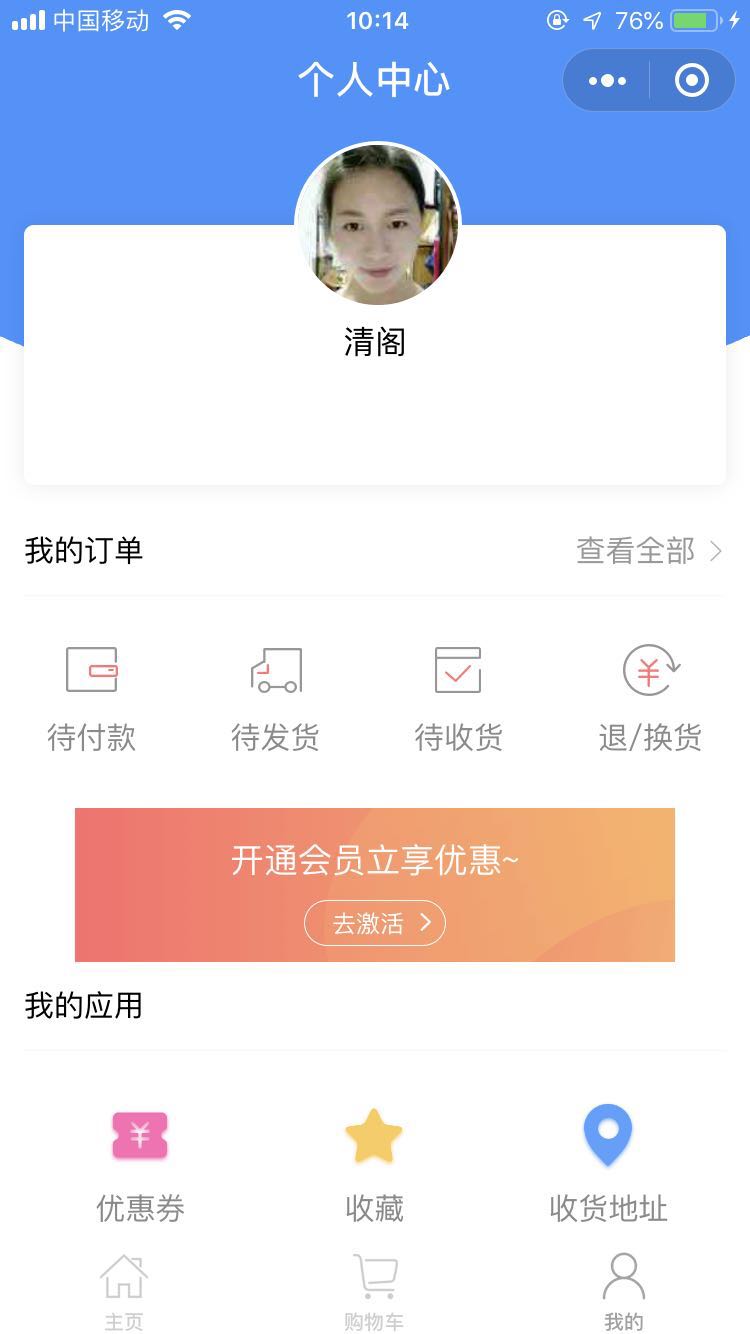 中国移动 10:14 76%
个人中心
清阁
我的订单 查看全部
待付款 待发货 待收货 退/换货
开通会员立享优惠~
去激活
我的应用
优惠券 收藏 收货地址
主页 购物车 我的